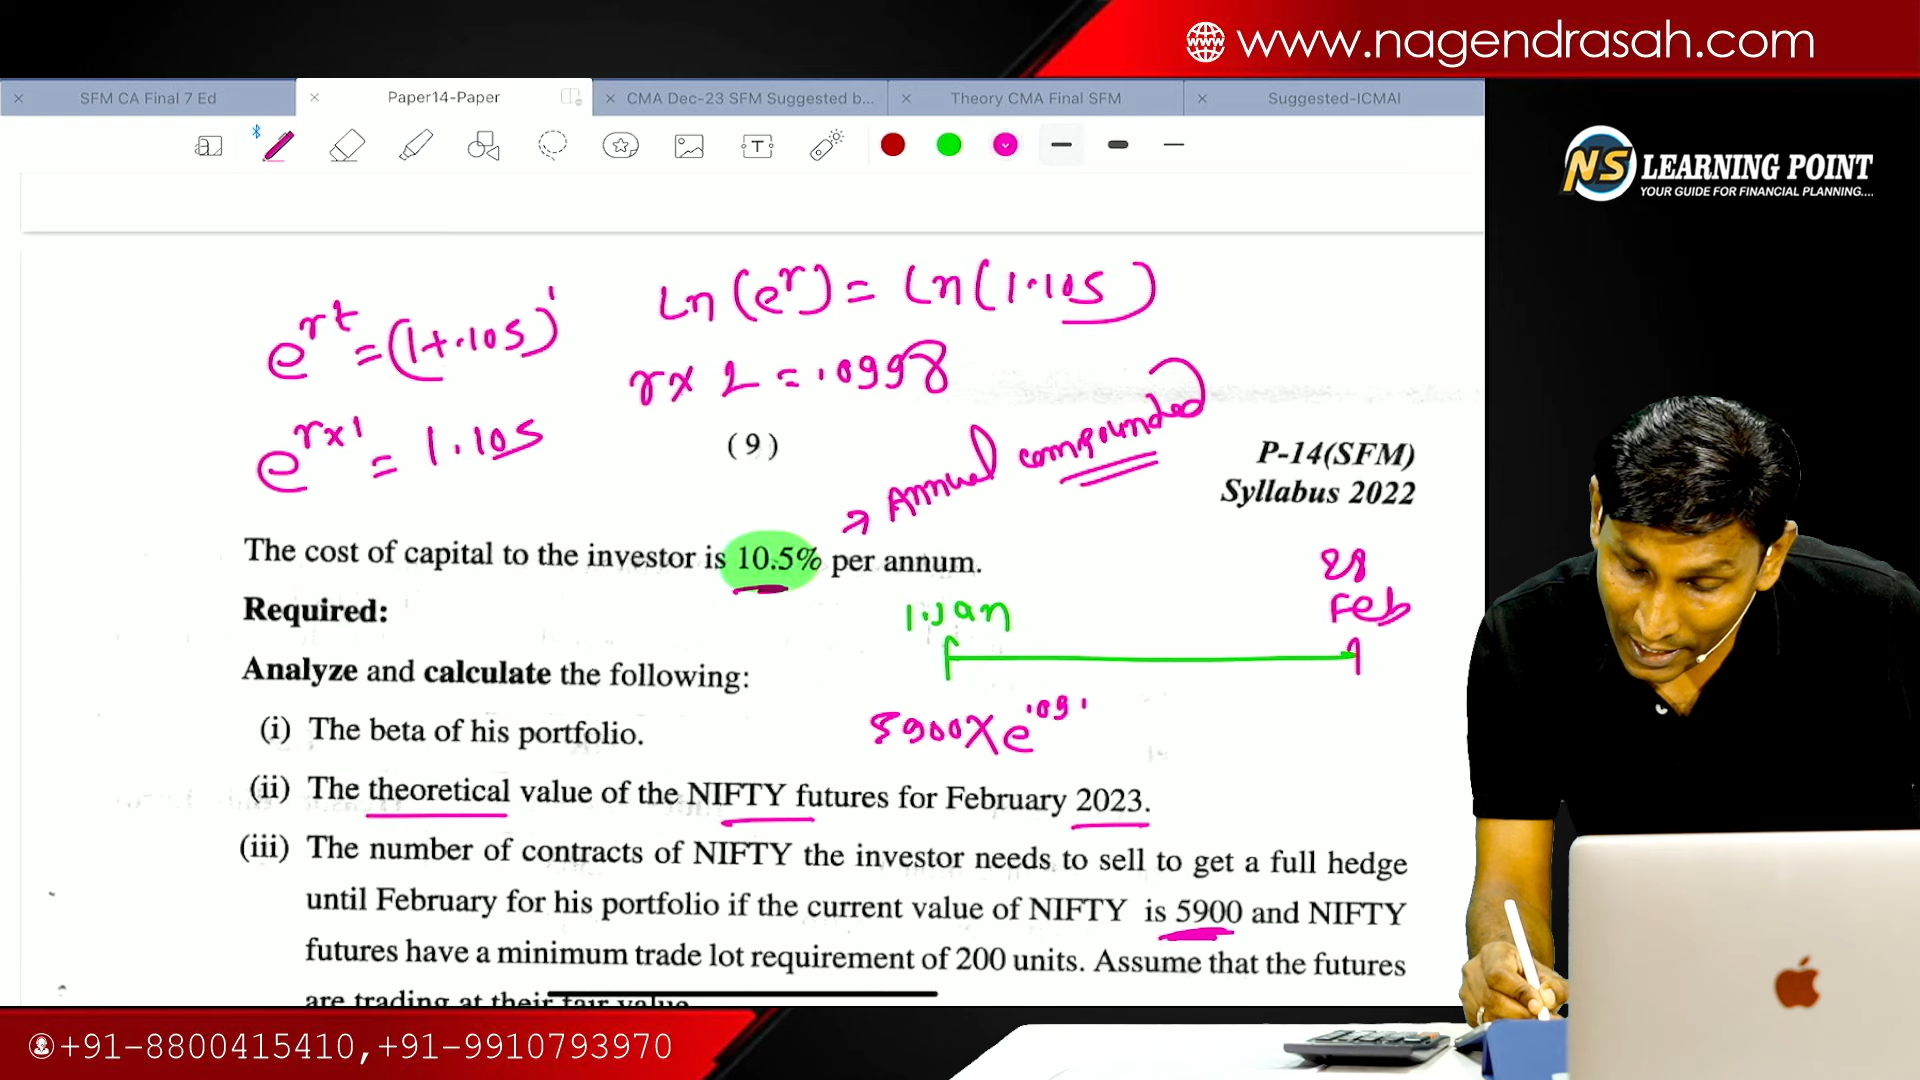 www.nagendrasah.com
SFM CA Final 7 Ed
Paper14-Paper
CMA Dec-23 SFM Suggested b...
Theory CMA Final SFM
Suggested-ICMAI
NS LEARNING POINT
YOUR GUIDE FOR FINANCIAL PLANNING....
e^rt = (1+.105)^1
Ln (e^r) = Ln (1.105)
r x 1 = .0998
e^rx1 = 1.105
(9)
→ Annual compounded
P-14(SFM)
Syllabus 2022
The cost of capital to the investor is 10.5% per annum.
28
Feb
Required:
1.Jan
Analyze and calculate the following:
(i) The beta of his portfolio.
5900 X e^.09
(ii) The theoretical value of the NIFTY futures for February 2023.
(iii) The number of contracts of NIFTY the investor needs to sell to get a full hedge
until February for his portfolio if the current value of NIFTY is 5900 and NIFTY
futures have a minimum trade lot requirement of 200 units. Assume that the futures
are trading at their fair value.
+91-8800415410,+91-9910793970